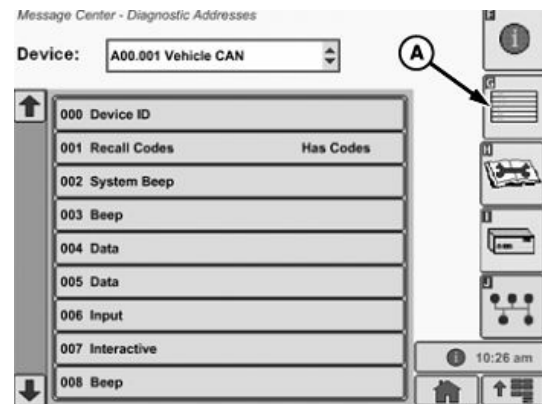 Message Center - Diagnostic Addresses
Device: A00.001 Vehicle CAN
A
G
000 Device ID
001 Recall Codes Has Codes
H
002 System Beep
003 Beep
I
004 Data
005 Data
J
006 Input
007 Interactive
10:26 am
008 Beep